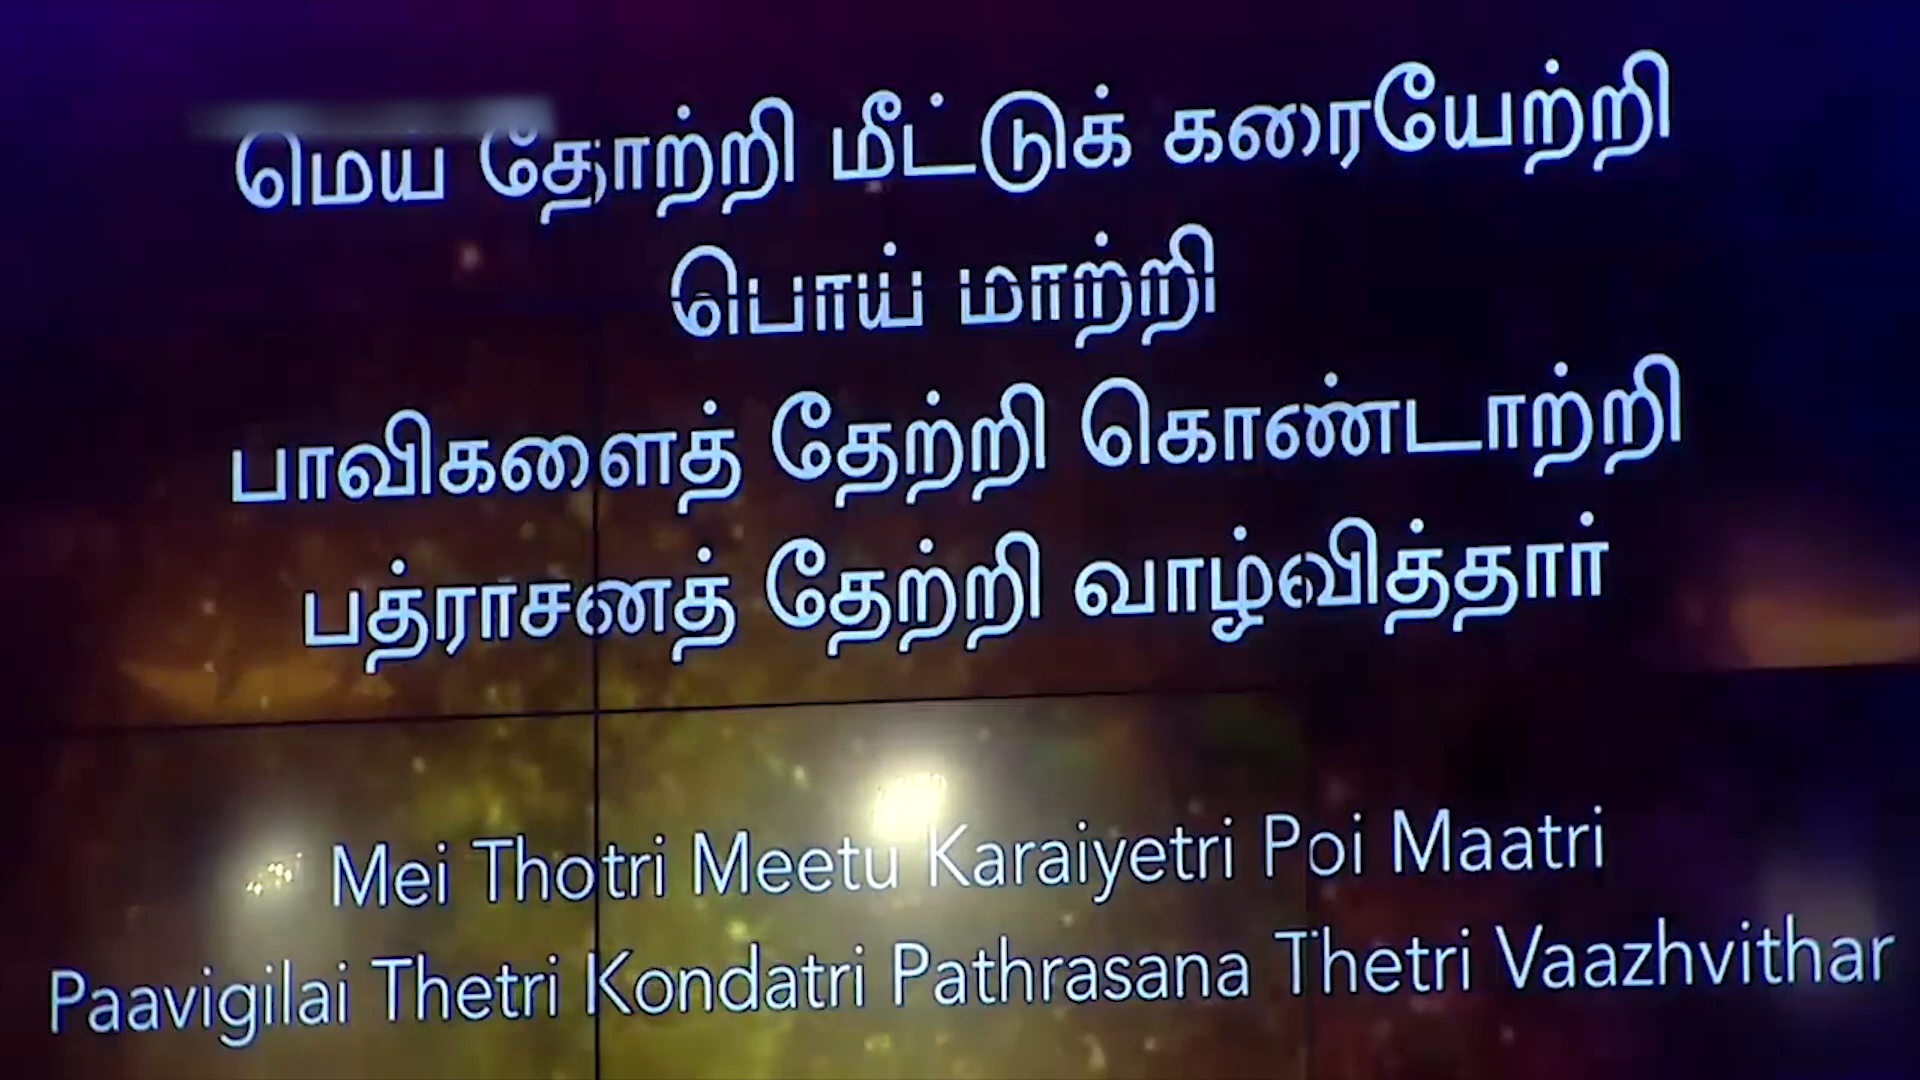 மெய் தோற்றி மீட்டுக் கரையேற்றி
பொய் மாற்றி
பாவிகளைத் தேற்றி கொண்டாற்றி
பத்ராசனத் தேற்றி வாழ்வித்தார்
Mei Thotri Meetu Karaiyetri Poi Maatri
Paavigilai Thetri Kondatri Pathrasana Thetri Vaazhvithar